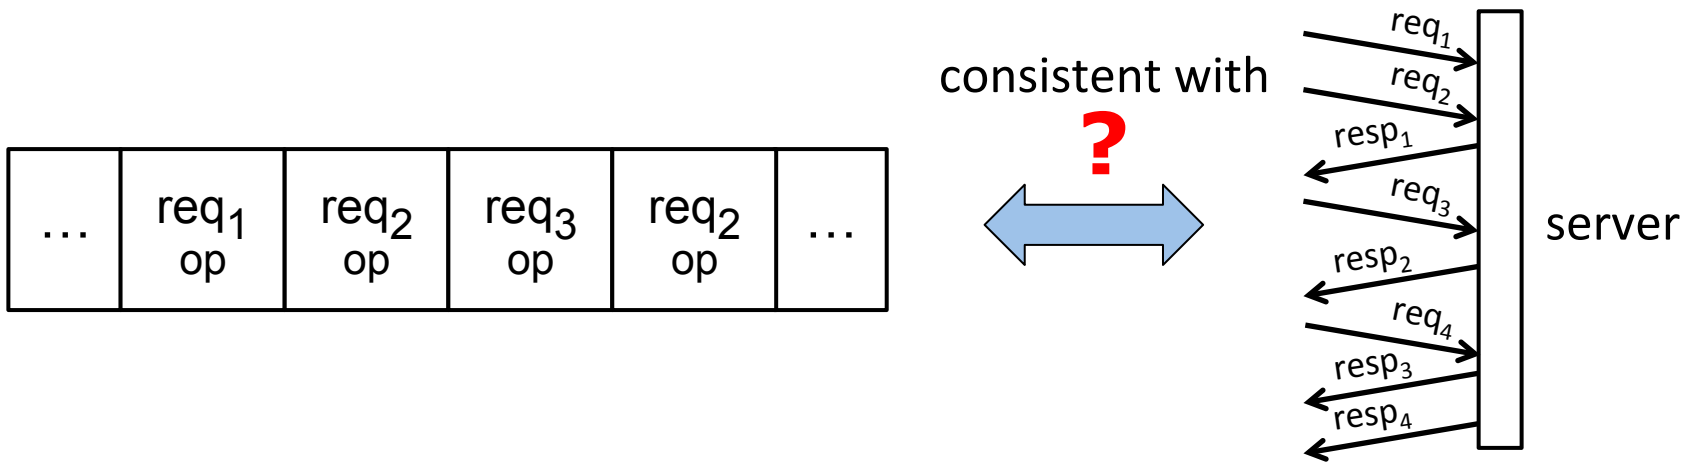 … req₁ op req₂ op req₃ op req₂ op …
consistent with
?
req₁
req₂
resp₁
req₃
resp₂
req₄
resp₃
resp₄
server